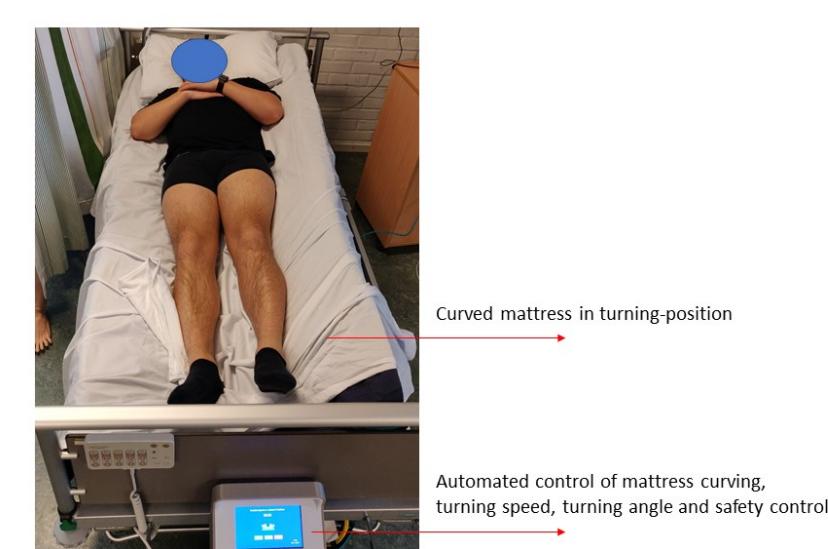 Curved mattress in turning-position
Automated control of mattress curving,
turning speed, turning angle and safety control